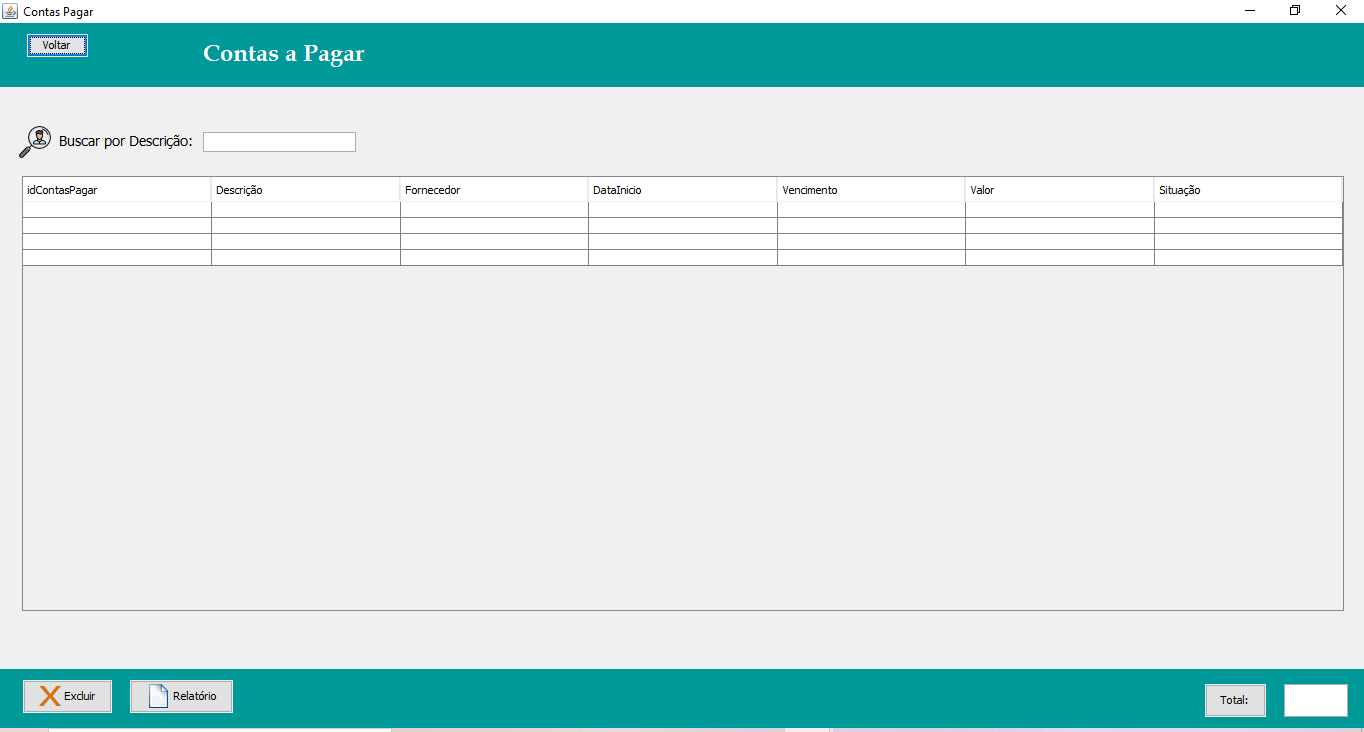 Contas Pagar
Voltar
Contas a Pagar
Buscar por Descrição:
idContasPagar Descrição Fornecedor DataInicio Vencimento Valor Situação
Excluir Relatório Total: